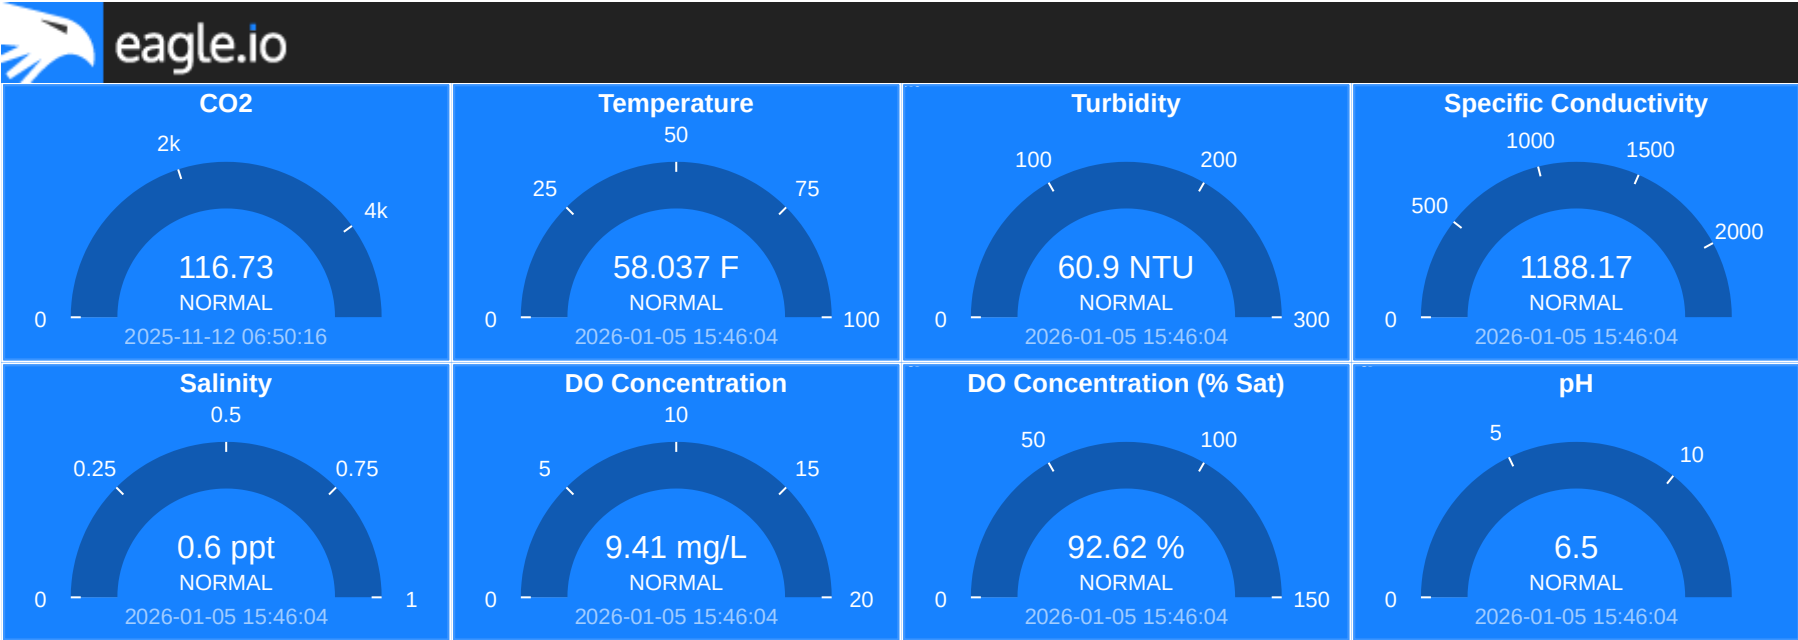 eagle.io
CO2
2k
4k
116.73
NORMAL
0
2025-11-12 06:50:16
Temperature
50
25
75
58.037 F
NORMAL
0
100
2026-01-05 15:46:04
Turbidity
100
200
60.9 NTU
NORMAL
0
300
2026-01-05 15:46:04
Specific Conductivity
1000
1500
500
2000
1188.17
NORMAL
0
2026-01-05 15:46:04
Salinity
0.5
0.25
0.75
0.6 ppt
NORMAL
0
1
2026-01-05 15:46:04
DO Concentration
10
5
15
9.41 mg/L
NORMAL
0
20
2026-01-05 15:46:04
DO Concentration (% Sat)
50
100
92.62 %
NORMAL
0
150
2026-01-05 15:46:04
pH
5
10
6.5
NORMAL
0
2026-01-05 15:46:04